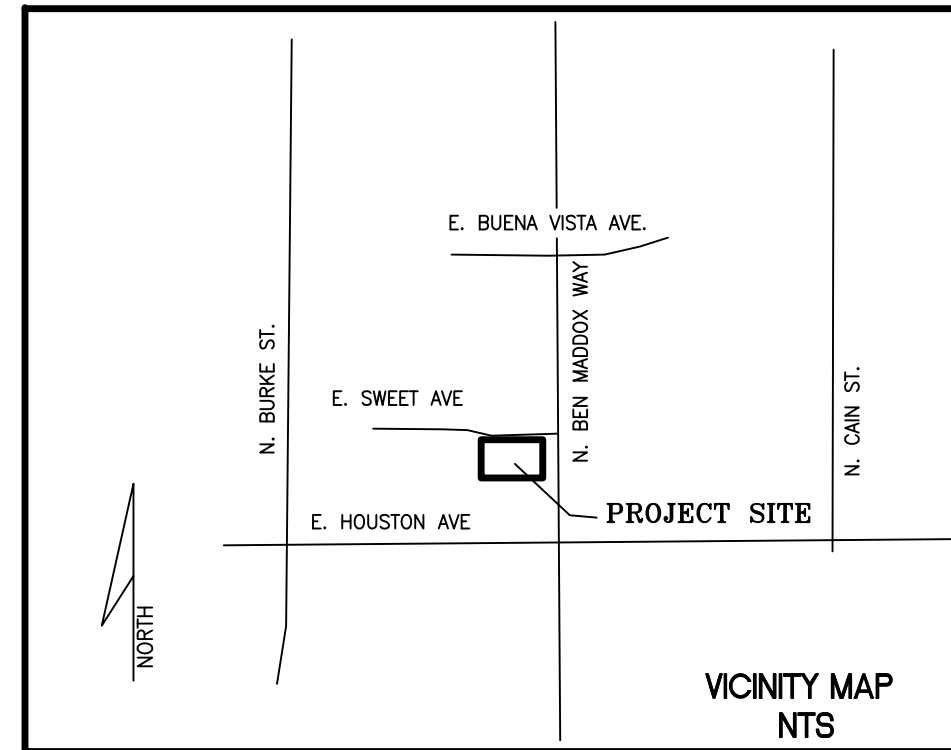 E. BUENA VISTA AVE.
N. BURKE ST.
N. BEN MADDOX WAY
N. CAIN ST.
E. SWEET AVE
PROJECT SITE
E. HOUSTON AVE
NORTH
VICINITY MAP
NTS